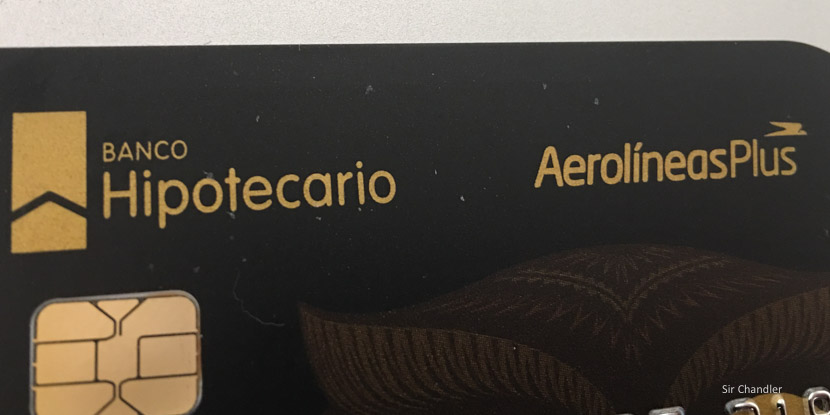 BANCO
Hipotecario
AerolíneasPlus
Sir Chandler